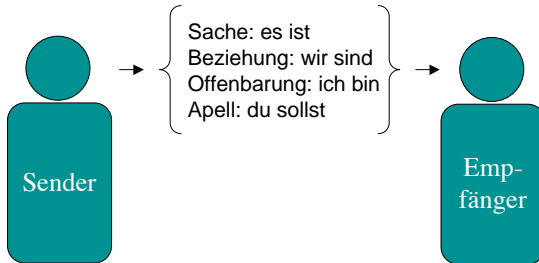 Sache: es ist
Beziehung: wir sind
Offenbarung: ich bin
Apell: du sollst
Sender
Emp-
fänger